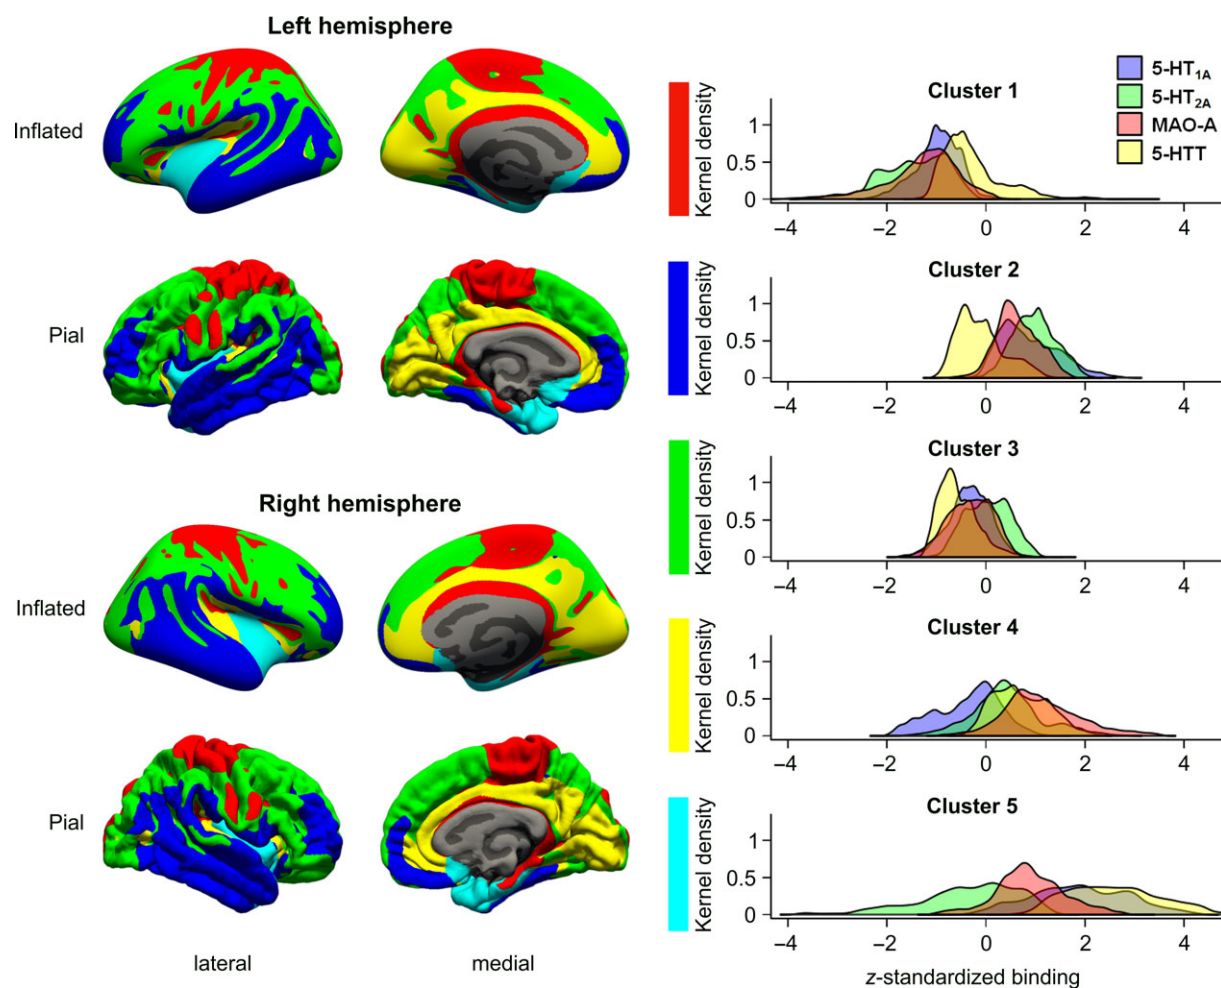 Left hemisphere
Inflated
Pial
Right hemisphere
Inflated
Pial
lateral
medial
5-HT1A
5-HT2A
MAO-A
5-HTT
Cluster 1
Kernel density
1
0.5
0
−4 −2 0 2 4
Cluster 2
Kernel density
1
0.5
0
−4 −2 0 2 4
Cluster 3
Kernel density
1
0.5
0
−4 −2 0 2 4
Cluster 4
Kernel density
1
0.5
0
−4 −2 0 2 4
Cluster 5
Kernel density
1
0.5
0
−4 −2 0 2 4
z-standardized binding